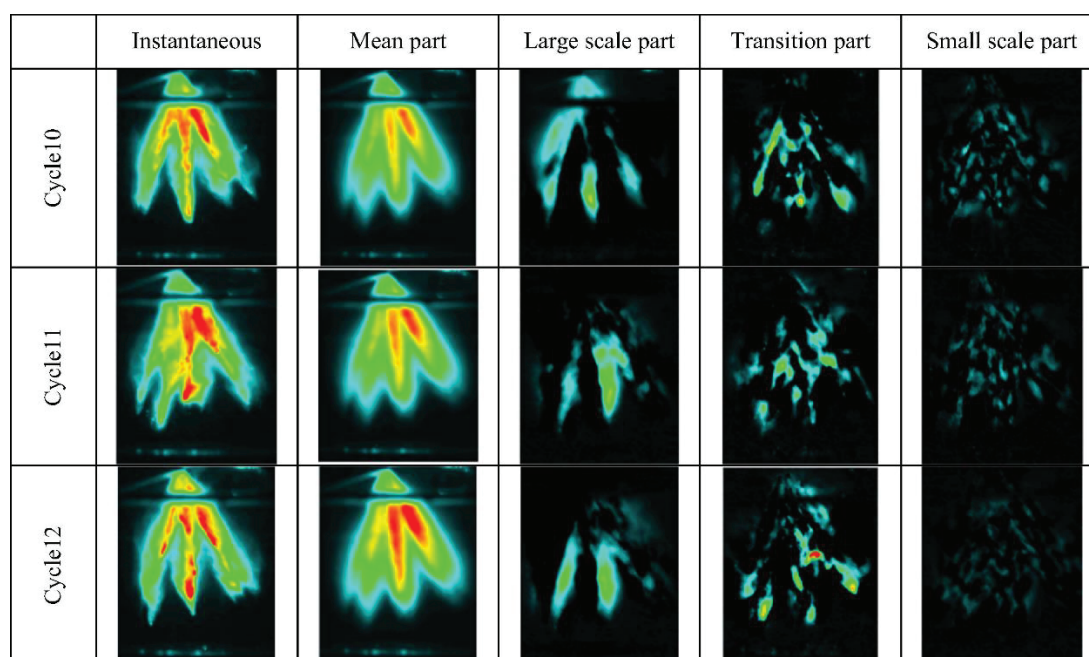 Instantaneous Mean part Large scale part Transition part Small scale part
Cycle10
Cycle11
Cycle12